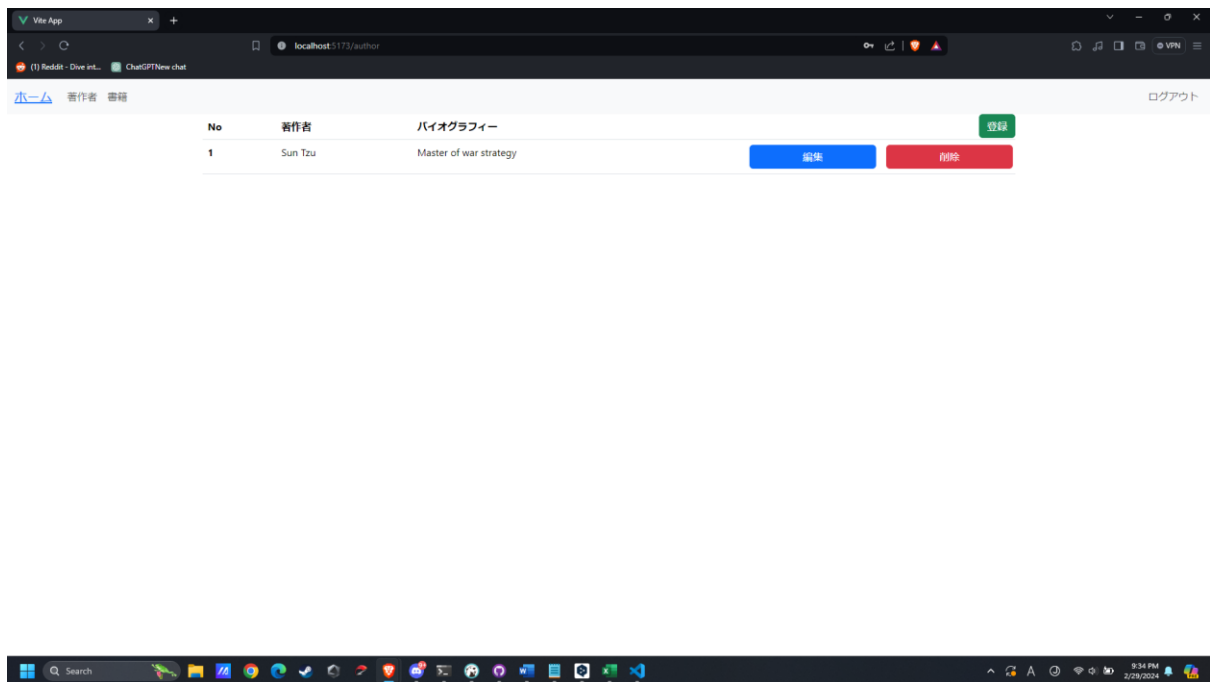 Vite App
localhost:5173/author
VPN
(1) Reddit - Dive int... ChatGPTNew chat
ホーム 著作者 書籍 ログアウト
No 著作者 バイオグラフィー 登録
1 Sun Tzu Master of war strategy 編集 削除
Search
9:34 PM
2/29/2024